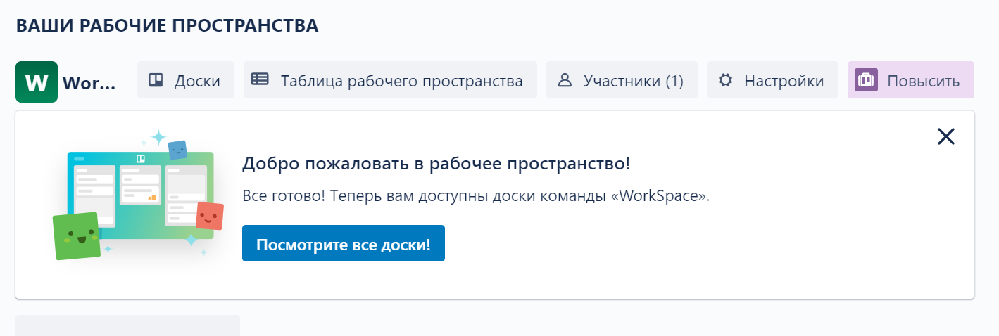 ВАШИ РАБОЧИЕ ПРОСТРАНСТВА
W Wor... Доски Таблица рабочего пространства Участники (1) Настройки Повысить
Добро пожаловать в рабочее пространство!
Все готово! Теперь вам доступны доски команды «WorkSpace».
Посмотрите все доски!